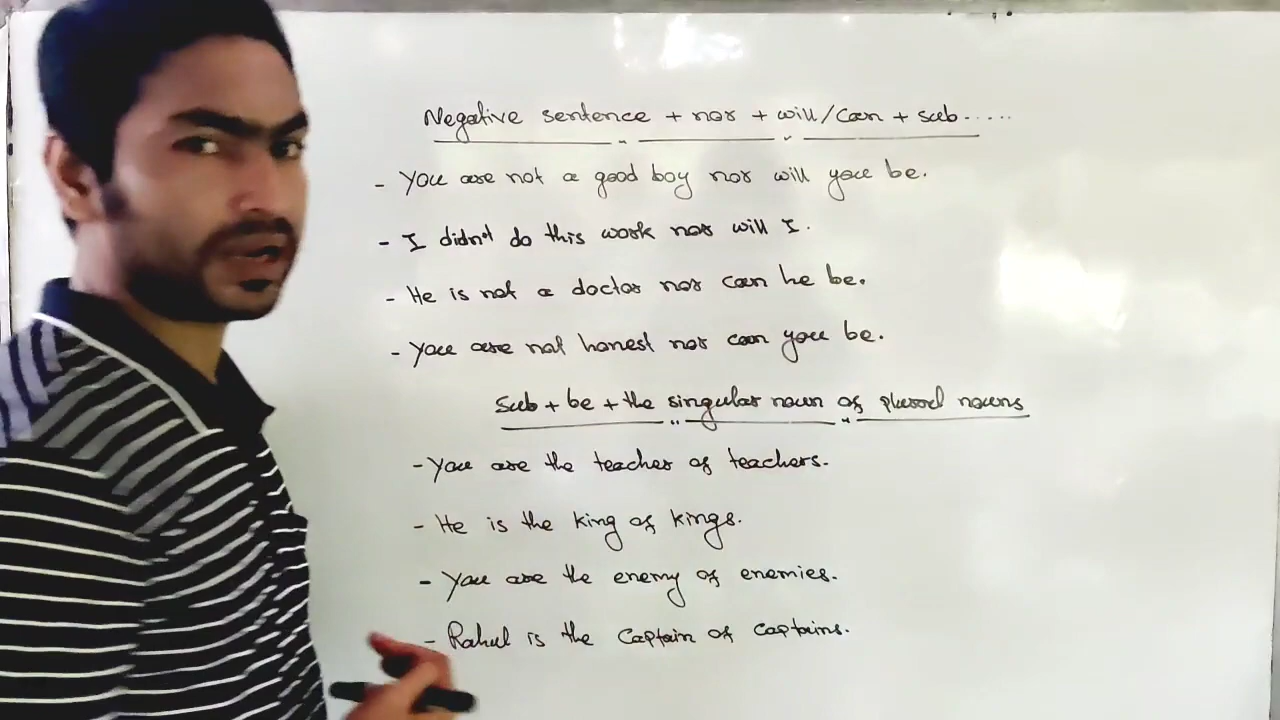 Negative sentence + nor + will/can + sub.....
- You are not a good boy nor will you be.
- I didn't do this work nor will I.
- He is not a doctor nor can he be.
- You are not honest nor can you be.
Sub + be + the singular noun of plural nouns
- You are the teacher of teachers.
- He is the king of kings.
- You are the enemy of enemies.
- Rahul is the Captain of captains.